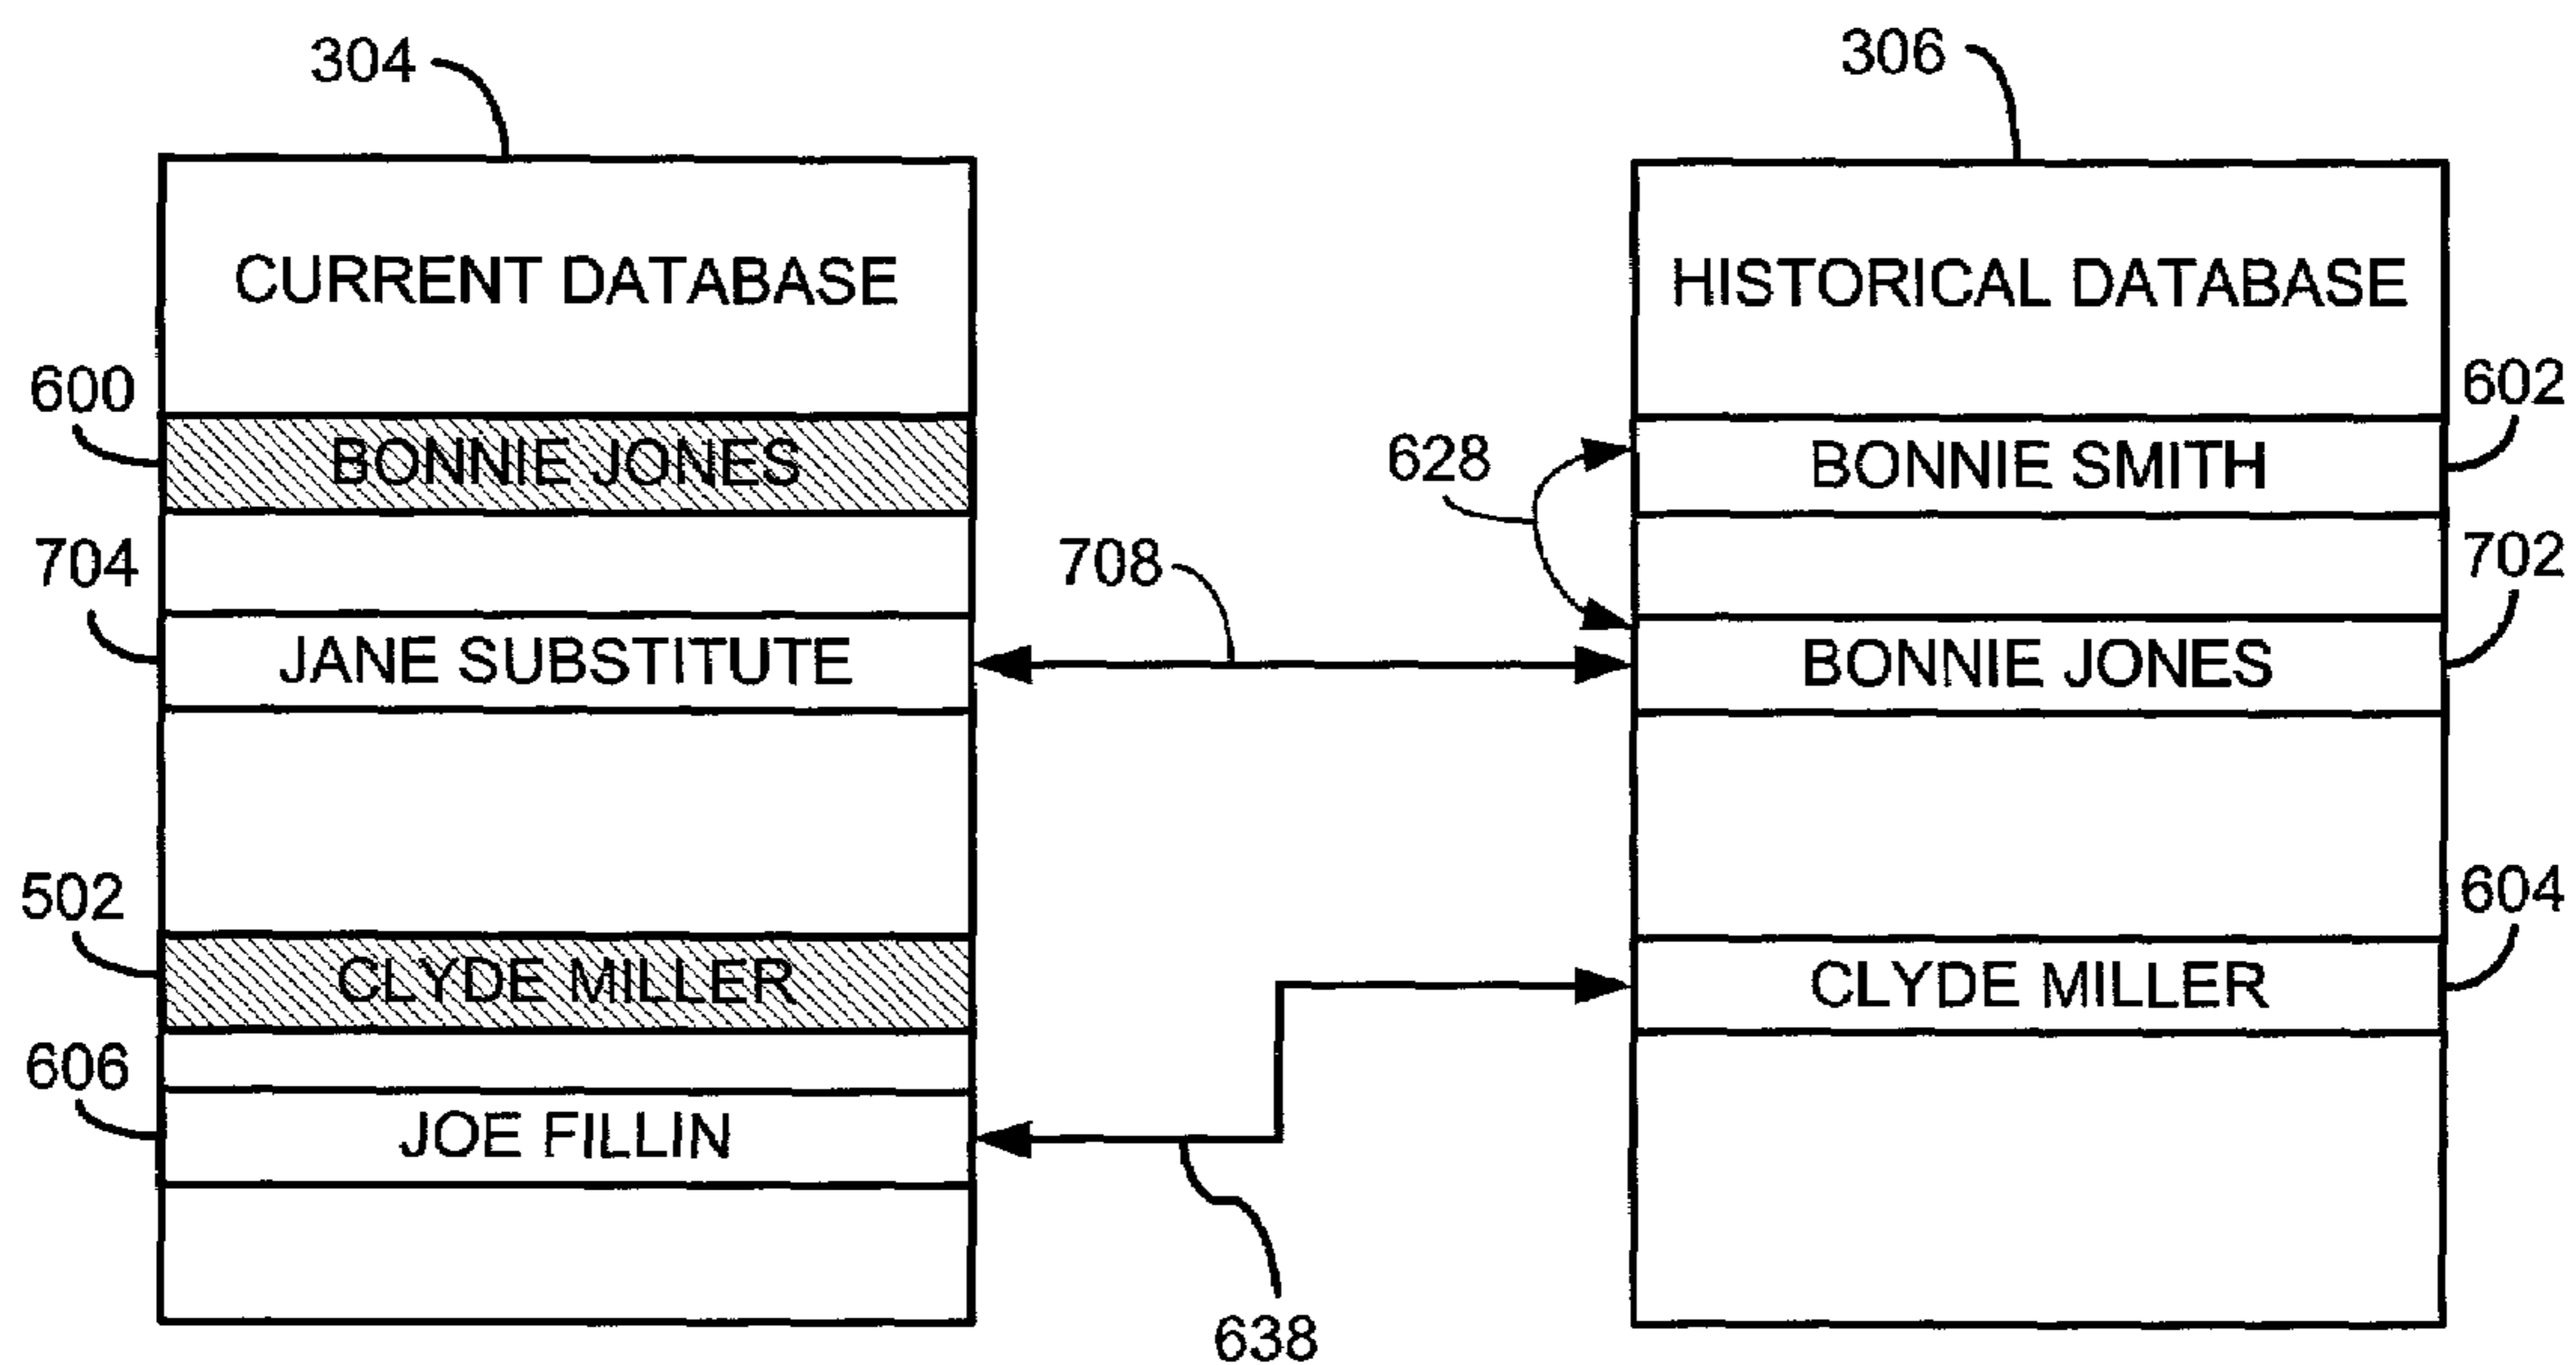 304
306
CURRENT DATABASE
HISTORICAL DATABASE
600
602
BONNIE JONES
BONNIE SMITH
628
704
708
702
JANE SUBSTITUTE
BONNIE JONES
502
604
CLYDE MILLER
CLYDE MILLER
606
JOE FILLIN
638